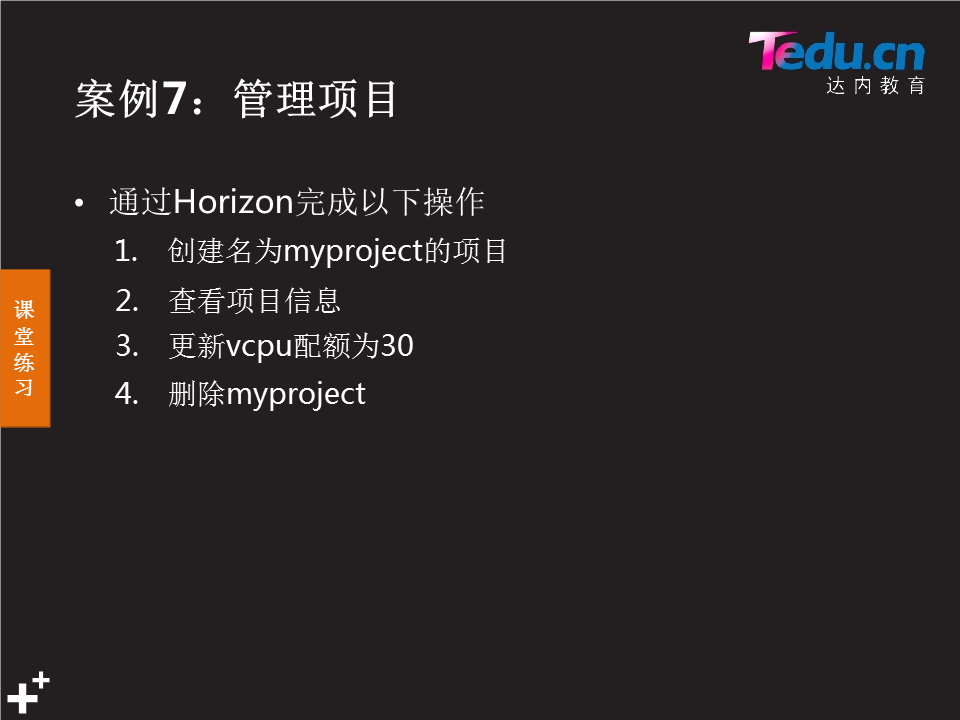 Tedu.cn
达内教育
案例7：管理项目
• 通过Horizon完成以下操作
1. 创建名为myproject的项目
2. 查看项目信息
3. 更新vcpu配额为30
4. 删除myproject
课
堂
练
习